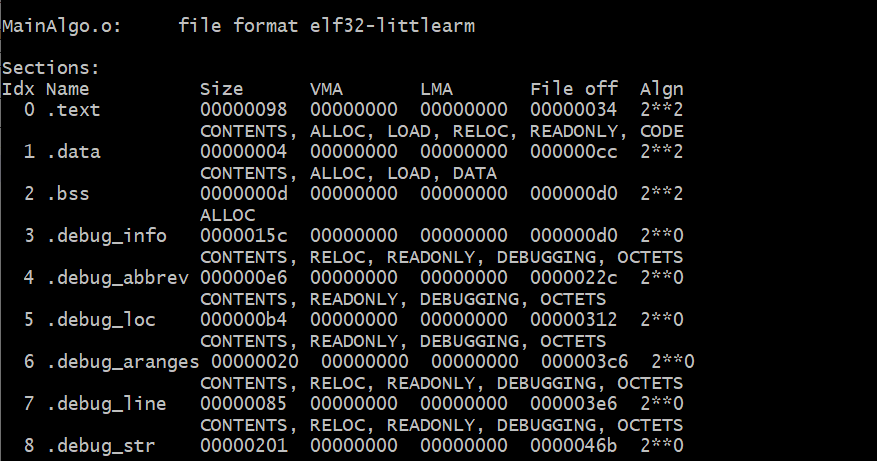 MainAlgo.o:     file format elf32-littlearm
Sections:
Idx Name          Size      VMA       LMA       File off  Algn
  0 .text         00000098  00000000  00000000  00000034  2**2
                  CONTENTS, ALLOC, LOAD, RELOC, READONLY, CODE
  1 .data         00000004  00000000  00000000  000000cc  2**2
                  CONTENTS, ALLOC, LOAD, DATA
  2 .bss          0000000d  00000000  00000000  000000d0  2**2
                  ALLOC
  3 .debug_info   0000015c  00000000  00000000  000000d0  2**0
                  CONTENTS, RELOC, READONLY, DEBUGGING, OCTETS
  4 .debug_abbrev 000000e6  00000000  00000000  0000022c  2**0
                  CONTENTS, READONLY, DEBUGGING, OCTETS
  5 .debug_loc    000000b4  00000000  00000000  00000312  2**0
                  CONTENTS, READONLY, DEBUGGING, OCTETS
  6 .debug_aranges 00000020  00000000  00000000  000003c6  2**0
                  CONTENTS, RELOC, READONLY, DEBUGGING, OCTETS
  7 .debug_line   00000085  00000000  00000000  000003e6  2**0
                  CONTENTS, RELOC, READONLY, DEBUGGING, OCTETS
  8 .debug_str    00000201  00000000  00000000  0000046b  2**0